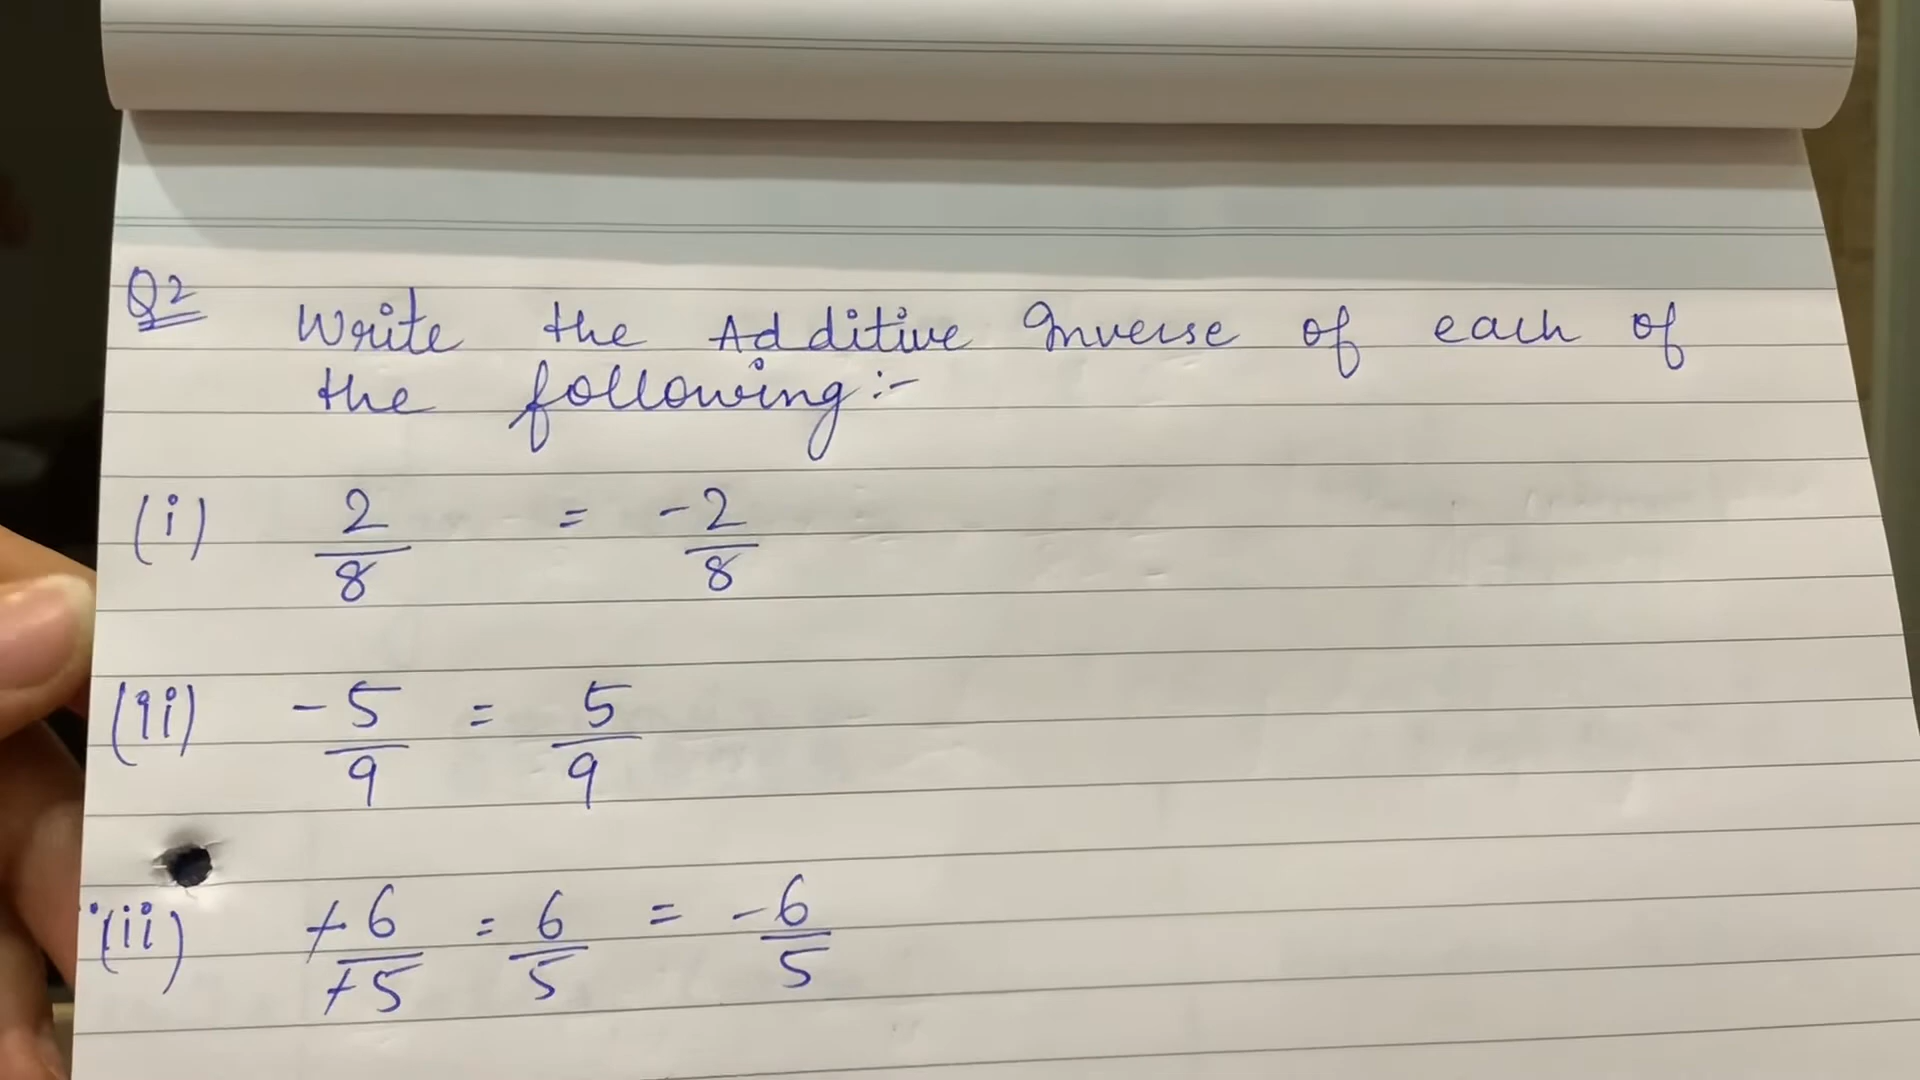 Q2 Write the Additive Inverse of each of
the following:-
(i) 2/8 = -2/8
(ii) -5/9 = 5/9
(iii) +6/+5 = 6/5 = -6/5